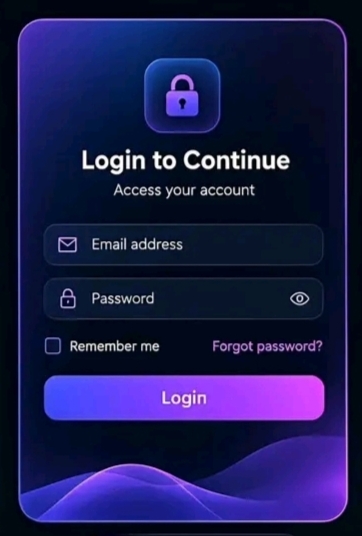 Login to Continue
Access your account
Email address
Password
Remember me
Forgot password?
Login